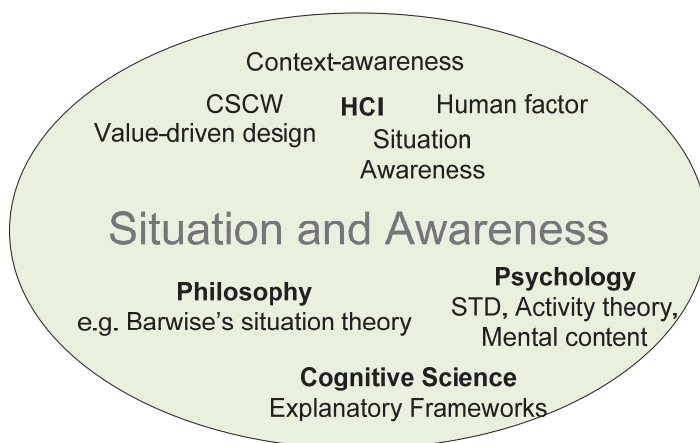 Context-awareness
CSCW HCI Human factor
Value-driven design Situation
Awareness
Situation and Awareness
Philosophy
e.g. Barwise's situation theory
Psychology
STD, Activity theory,
Mental content
Cognitive Science
Explanatory Frameworks